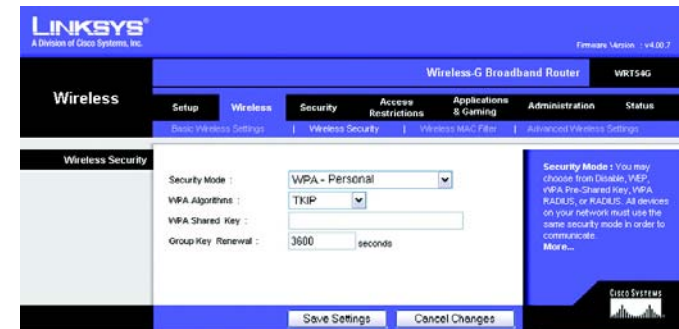 LINKSYS®
A Division of Cisco Systems, Inc.
Firmware Version : v4.00.7
Wireless-G Broadband Router WRT54G
Wireless
Setup Wireless Security Access Restrictions Applications & Gaming Administration Status
Basic Wireless Settings | Wireless Security | Wireless MAC Filter | Advanced Wireless Settings
Wireless Security
Security Mode : WPA - Personal
WPA Algorithms : TKIP
WPA Shared Key :
Group Key Renewal : 3600 seconds
Security Mode : You may
choose from Disable, WEP,
WPA Pre-Shared Key, WPA
RADIUS, or RADIUS. All devices
on your network must use the
same security mode in order to
communicate.
More...
CISCO SYSTEMS
Save Settings Cancel Changes